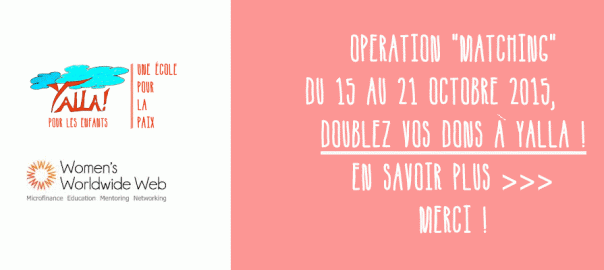 YALLA!
POUR LES ENFANTS
UNE ÉCOLE
POUR
LA
PAIX
Women's
Worldwide Web
Microfinance Education Mentoring Networking
OPERATION "MATCHING"
DU 15 AU 21 OCTOBRE 2015,
DOUBLEZ VOS DONS À YALLA !
EN SAVOIR PLUS >>>
MERCI !